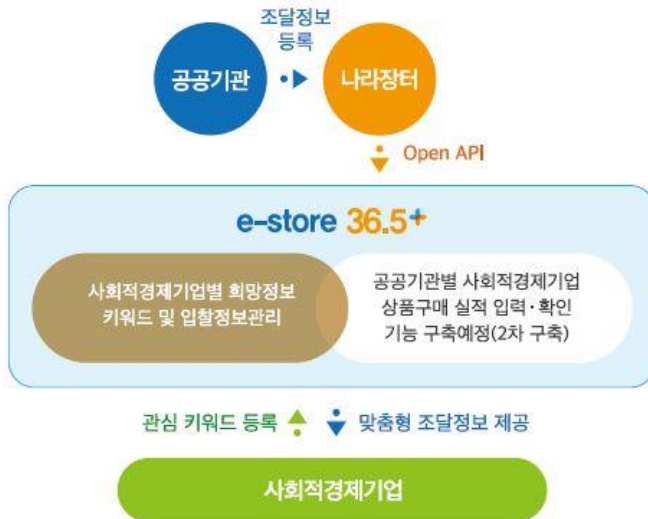 조달정보
등록
공공기관
나라장터
Open API
e-store 36.5+
사회적경제기업별 희망정보
키워드 및 입찰정보관리
공공기관별 사회적경제기업
상품구매 실적 입력·확인
기능 구축예정(2차 구축)
관심 키워드 등록
맞춤형 조달정보 제공
사회적경제기업